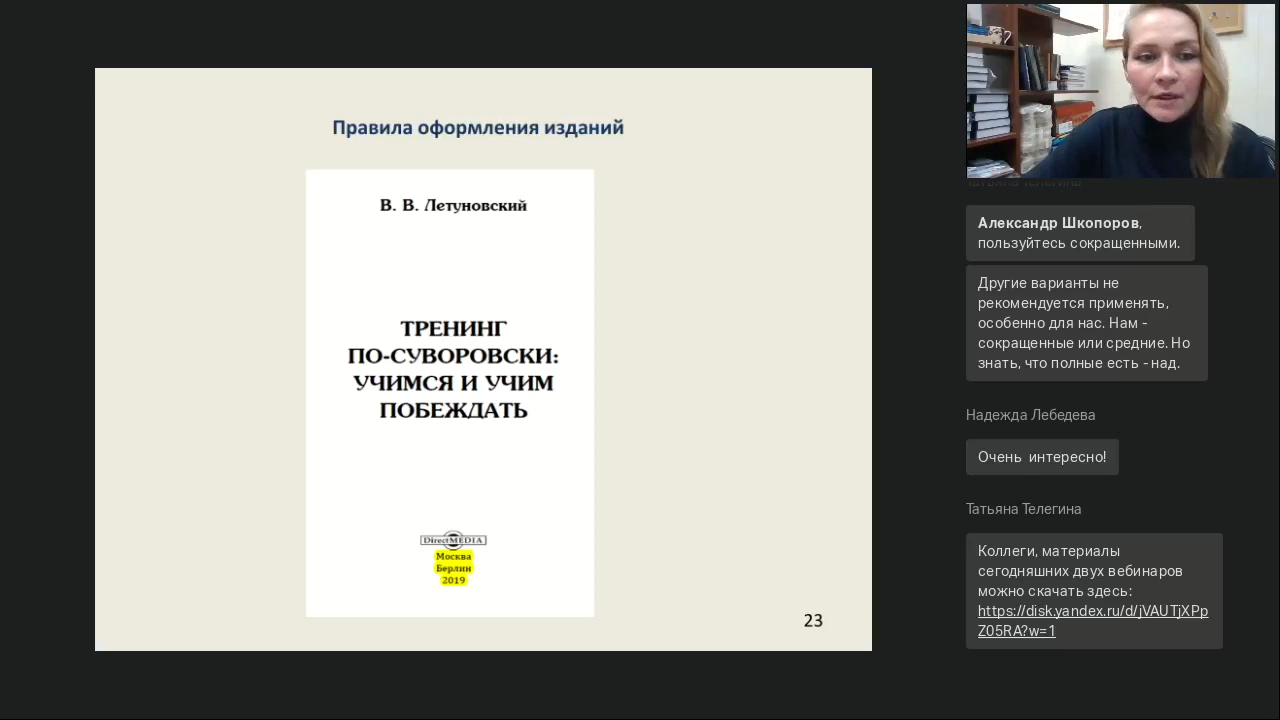 Правила оформления изданий
В. В. Летуновский
ТРЕНИНГ
ПО-СУВОРОВСКИ:
УЧИМСЯ И УЧИМ
ПОБЕЖДАТЬ
DirectMEDIA
Москва
Берлин
2019
23
Татьяна Телегина
Александр Шкопоров,
пользуйтесь сокращенными.
Другие варианты не
рекомендуется применять,
особенно для нас. Нам -
сокращенные или средние. Но
знать, что полные есть - над.
Надежда Лебедева
Очень интересно!
Татьяна Телегина
Коллеги, материалы
сегодняшних двух вебинаров
можно скачать здесь:
https://disk.yandex.ru/d/jVAUTjXPp
Z05RA?w=1